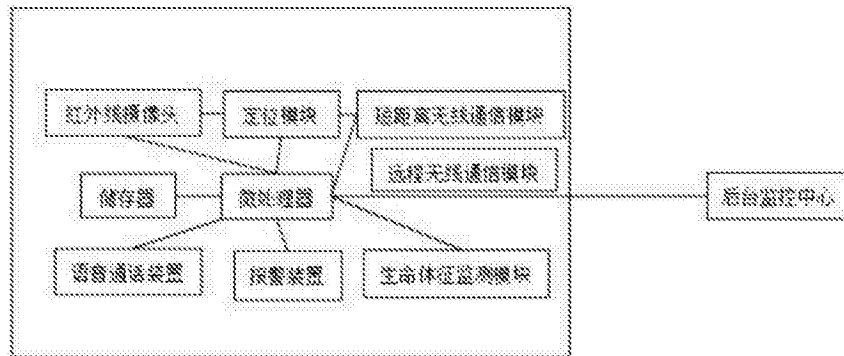 红外线摄像头
定位模块
短距离无线通信模块
远程无线通信模块
储存器
微处理器
后台监控中心
语音通话装置
报警装置
生命体征监测模块